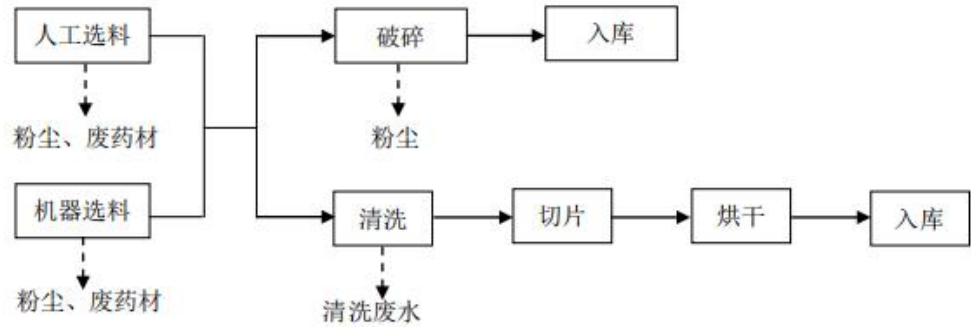 人工选料
破碎
入库
粉尘、废药材
粉尘
机器选料
清洗
切片
烘干
入库
粉尘、废药材
清洗废水